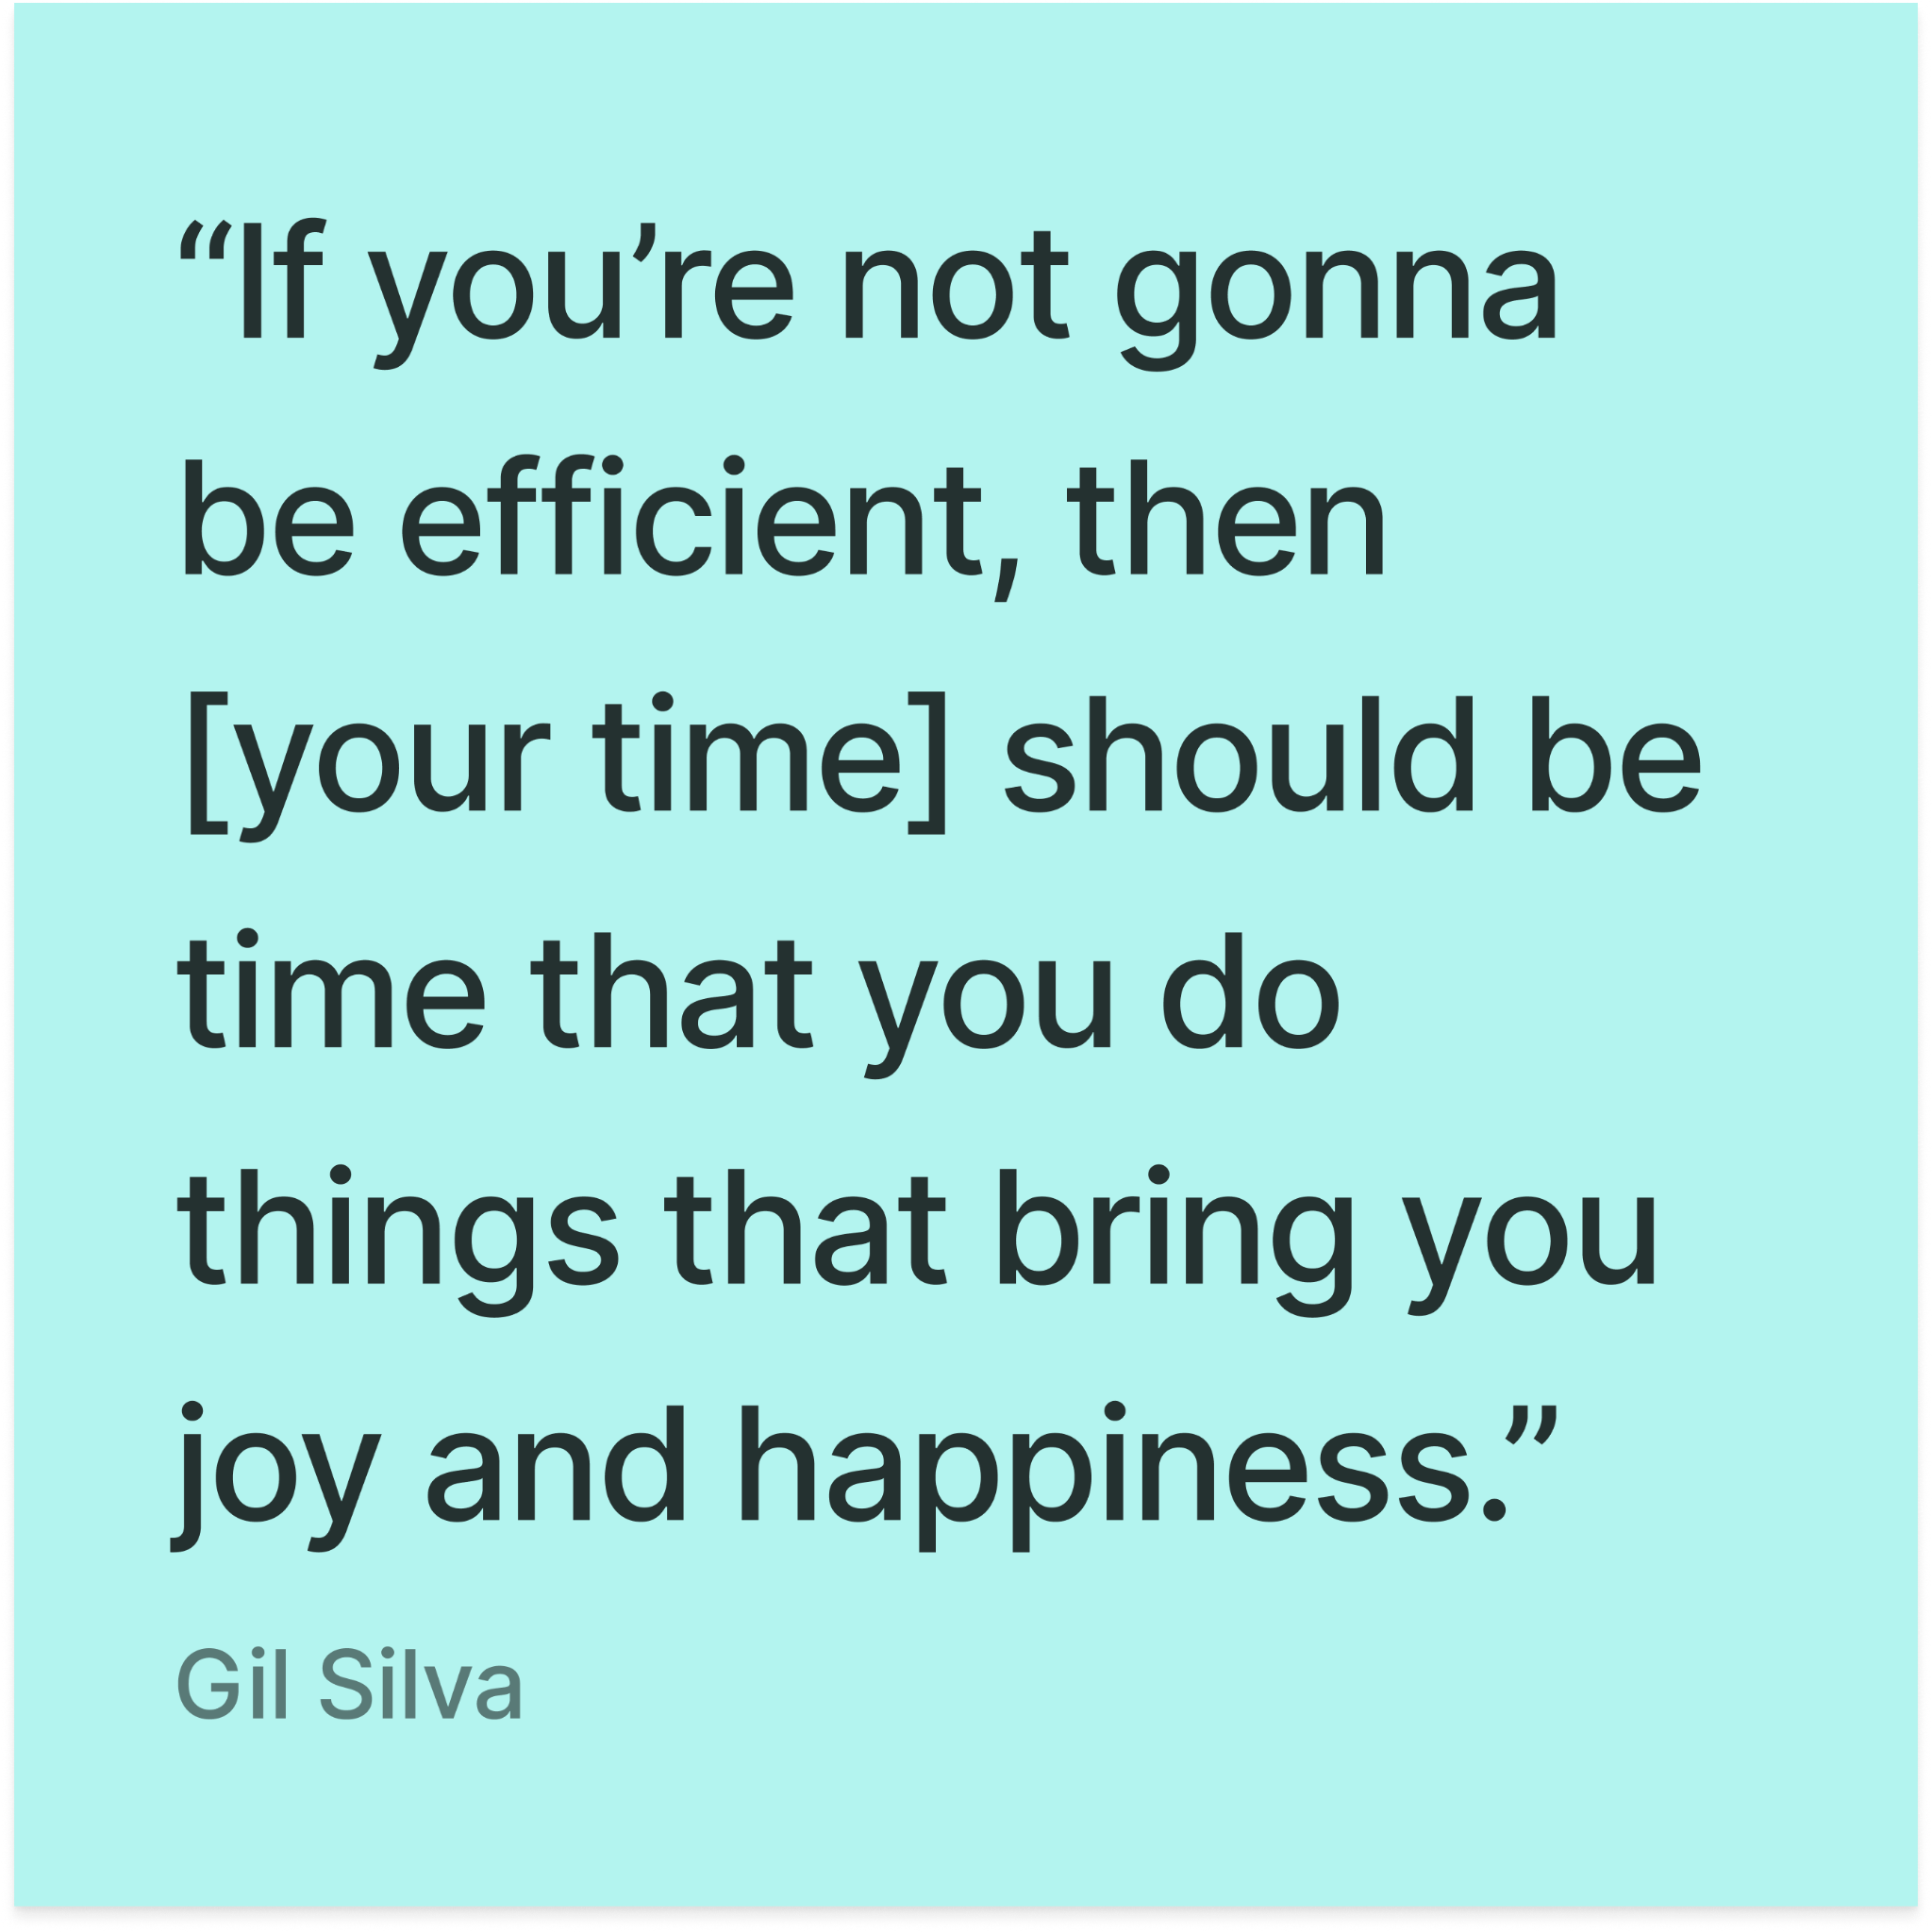 “If you’re not gonna
be efficient, then
[your time] should be
time that you do
things that bring you
joy and happiness.”
Gil Silva